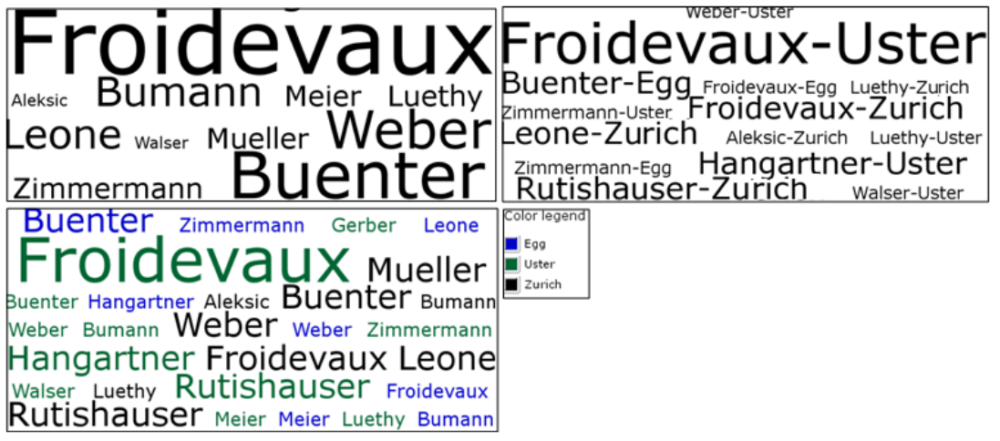 Froidevaux
Aleksic Bumann Meier Luethy
Leone Walser Mueller Weber
Zimmermann Buenter
Weber-Uster
Froidevaux-Uster
Buenter-Egg Froidevaux-Egg Luethy-Zurich
Zimmermann-Uster Froidevaux-Zurich
Leone-Zurich Aleksic-Zurich Luethy-Uster
Zimmermann-Egg Hangartner-Uster
Rutishauser-Zurich Walser-Uster
Buenter Zimmermann Gerber Leone
Froidevaux Mueller
Buenter Hangartner Aleksic Buenter Bumann
Weber Bumann Weber Weber Zimmermann
Hangartner Froidevaux Leone
Walser Luethy Rutishauser Froidevaux
Rutishauser Meier Meier Luethy Bumann
Color legend
Egg
Uster
Zurich